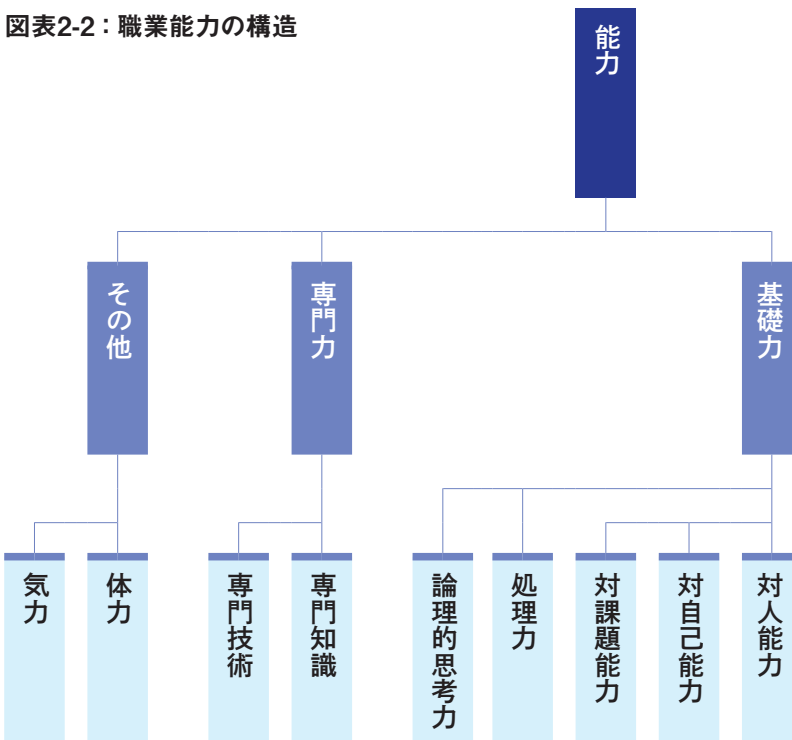 図表2-2：職業能力の構造
能力
基礎力
専門力
その他
対人能力
対自己能力
対課題能力
処理力
論理的思考力
専門知識
専門技術
体力
気力